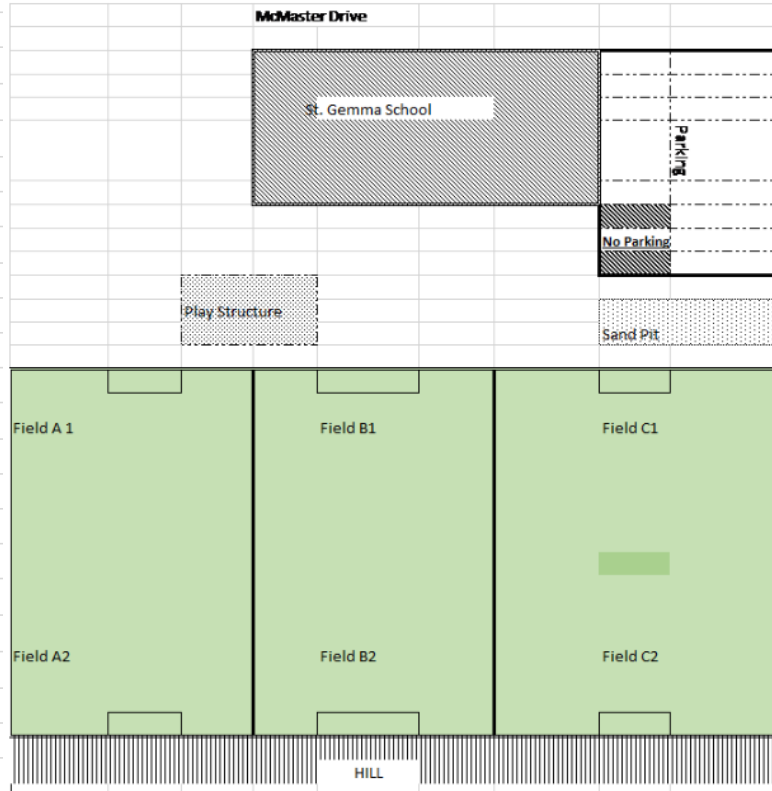 McMaster Drive
St. Gemma School
Parking
No Parking
Play Structure
Sand Pit
Field A 1
Field B1
Field C1
Field A2
Field B2
Field C2
HILL